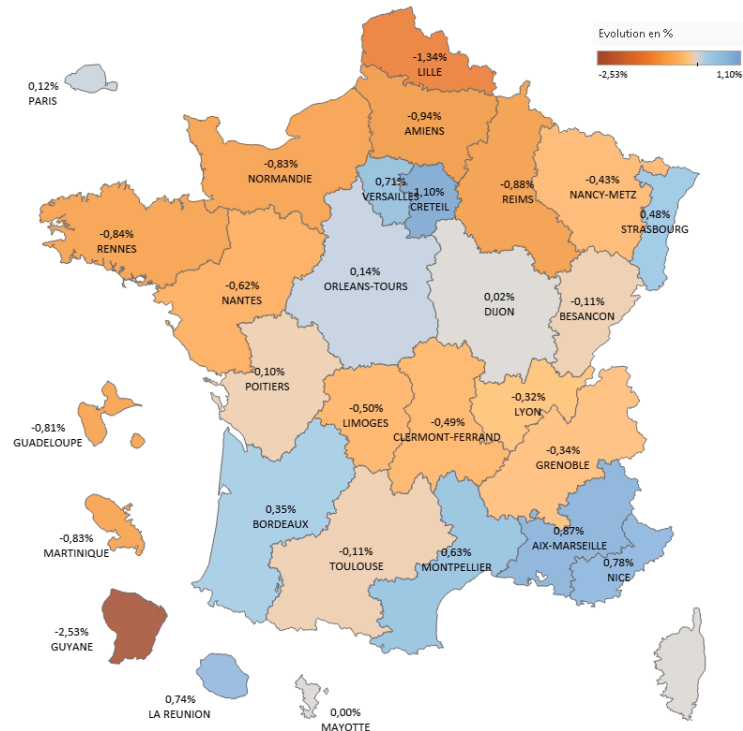 Evolution en %
-2,53%
1,10%
-1,34%
LILLE
0,12%
PARIS
-0,94%
AMIENS
-0,83%
NORMANDIE
0,71%
VERSAILLES
1,10%
CRETEIL
-0,88%
REIMS
-0,43%
NANCY-METZ
0,48%
STRASBOURG
-0,84%
RENNES
-0,62%
NANTES
0,14%
ORLEANS-TOURS
0,02%
DIJON
-0,11%
BESANCON
-0,10%
POITIERS
-0,50%
LIMOGES
-0,49%
CLERMONT-FERRAND
-0,32%
LYON
-0,34%
GRENOBLE
-0,81%
GUADELOUPE
0,35%
BORDEAUX
-0,11%
TOULOUSE
0,63%
MONTPELLIER
0,87%
AIX-MARSEILLE
0,78%
NICE
-0,83%
MARTINIQUE
-2,53%
GUYANE
0,74%
LA REUNION
0,00%
MAYOTTE